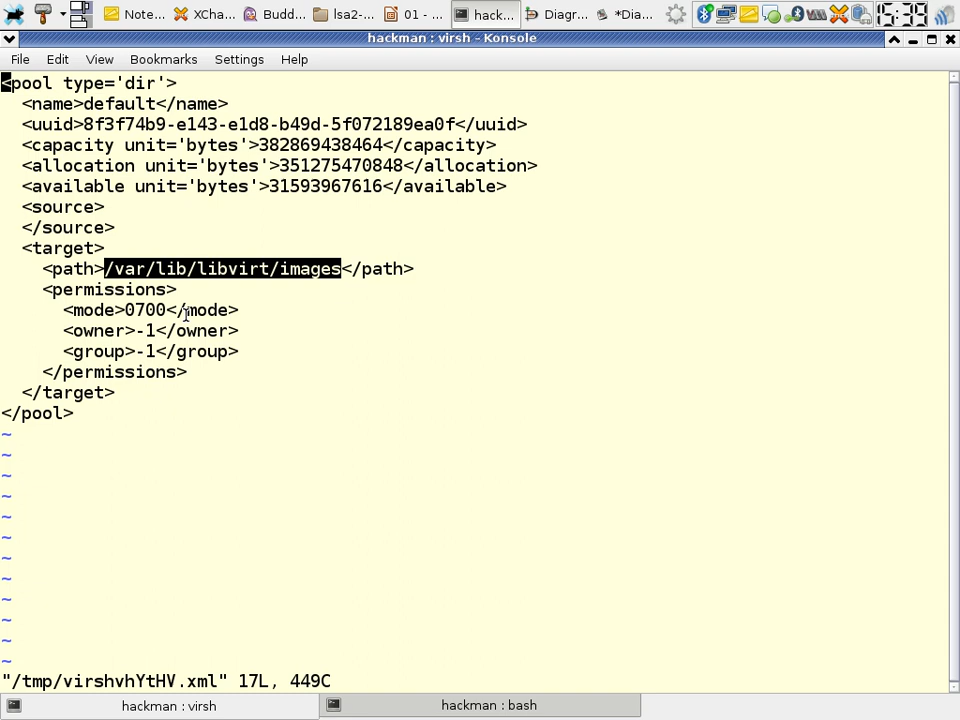 Note... XCha... Budd... lsa2-... 01 - ... hack... Diagr... *Dia... 15:39
hackman : virsh - Konsole
File Edit View Bookmarks Settings Help
<pool type='dir'>
  <name>default</name>
  <uuid>8f3f74b9-e143-e1d8-b49d-5f072189ea0f</uuid>
  <capacity unit='bytes'>382869438464</capacity>
  <allocation unit='bytes'>351275470848</allocation>
  <available unit='bytes'>31593967616</available>
  <source>
  </source>
  <target>
    <path>/var/lib/libvirt/images</path>
    <permissions>
      <mode>0700</mode>
      <owner>-1</owner>
      <group>-1</group>
    </permissions>
  </target>
</pool>
~
~
~
~
~
~
~
~
~
~
~
~
"/tmp/virshvhYtHV.xml" 17L, 449C
hackman : virsh hackman : bash